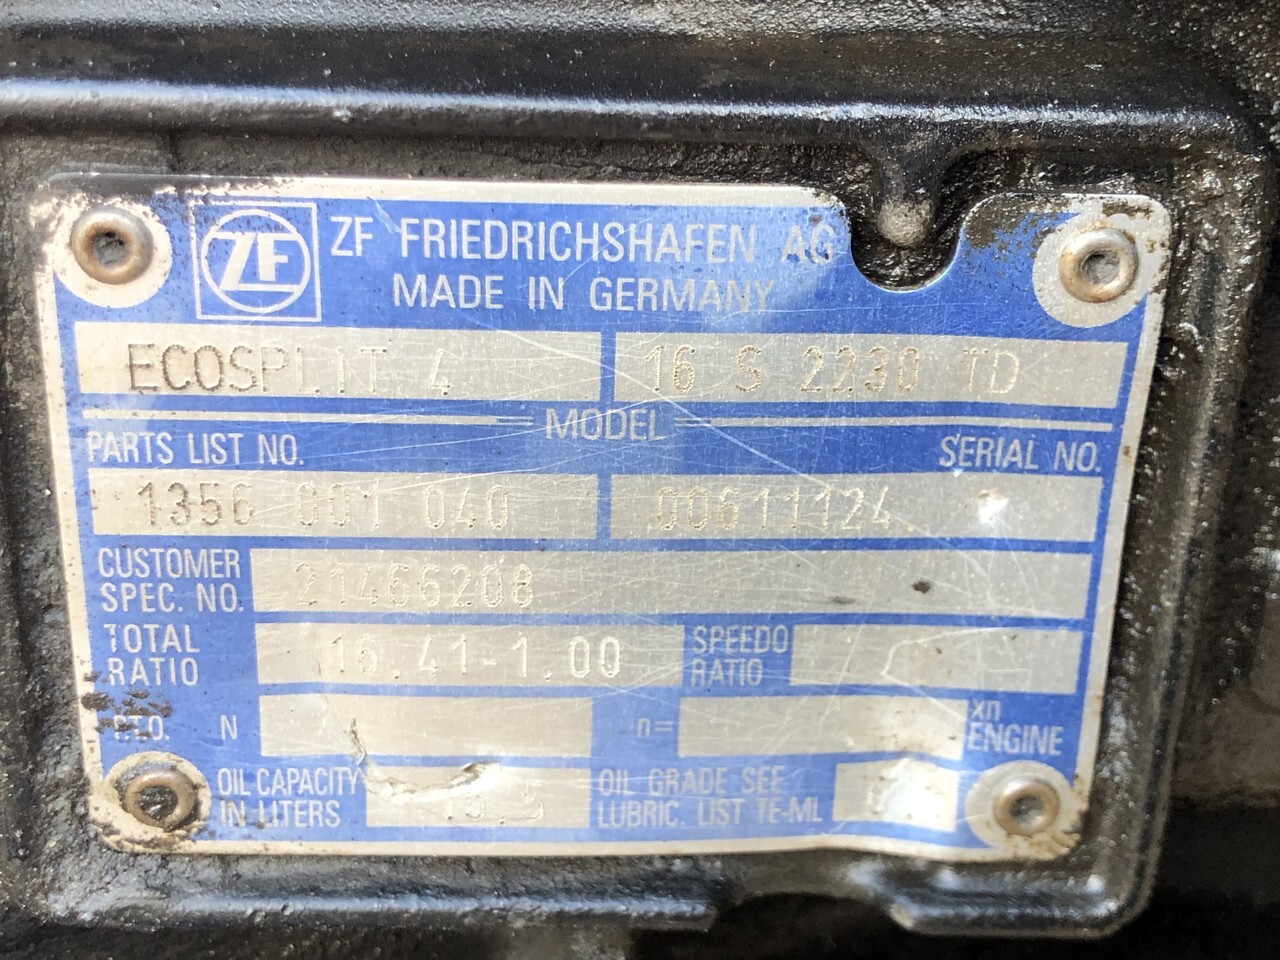 ZF ZF FRIEDRICHSHAFEN AG
MADE IN GERMANY
ECOSPLIT 4 16 S 2230 TD
MODEL
PARTS LIST NO. SERIAL NO.
1356 001 040 00611124
CUSTOMER
SPEC. NO. 21466208
TOTAL
RATIO 16.41-1.00 SPEEDO
RATIO
P.T.O. N n= xn
ENGINE
OIL CAPACITY
IN LITERS OIL GRADE SEE
LUBRIC. LIST TE-ML